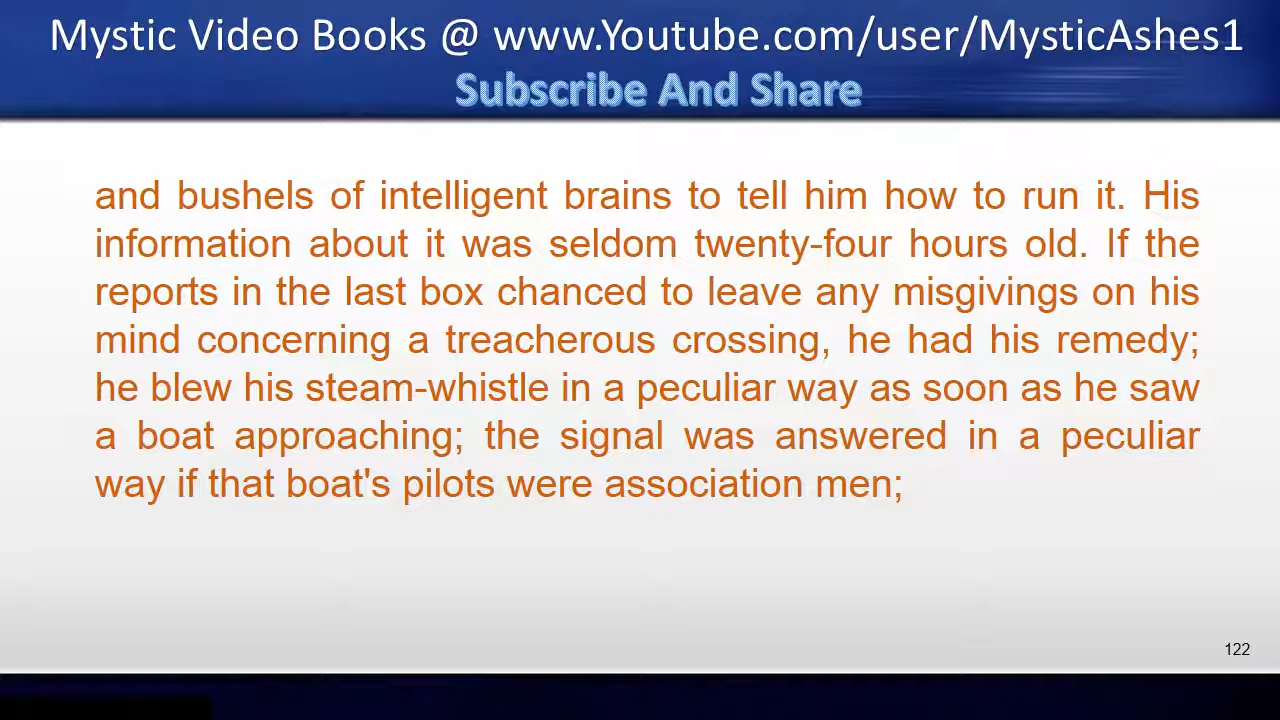 Mystic Video Books @ www.Youtube.com/user/MysticAshes1
Subscribe And Share
and bushels of intelligent brains to tell him how to run it. His
information about it was seldom twenty-four hours old. If the
reports in the last box chanced to leave any misgivings on his
mind concerning a treacherous crossing, he had his remedy;
he blew his steam-whistle in a peculiar way as soon as he saw
a boat approaching; the signal was answered in a peculiar
way if that boat's pilots were association men;
122